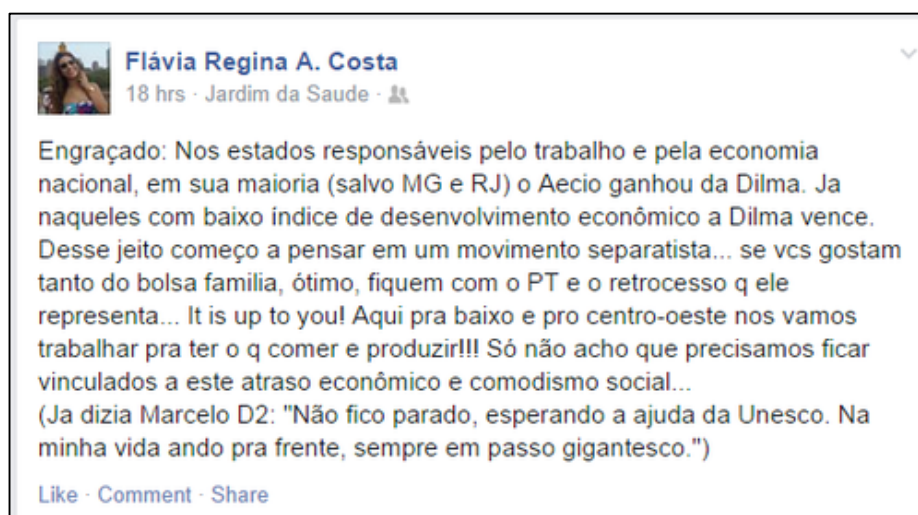 Flávia Regina A. Costa
18 hrs · Jardim da Saude ·
Engraçado: Nos estados responsáveis pelo trabalho e pela economia
nacional, em sua maioria (salvo MG e RJ) o Aecio ganhou da Dilma. Ja
naqueles com baixo índice de desenvolvimento econômico a Dilma vence.
Desse jeito começo a pensar em um movimento separatista... se vcs gostam
tanto do bolsa familia, ótimo, fiquem com o PT e o retrocesso q ele
representa... It is up to you! Aqui pra baixo e pro centro-oeste nos vamos
trabalhar pra ter o q comer e produzir!!! Só não acho que precisamos ficar
vinculados a este atraso econômico e comodismo social...
(Ja dizia Marcelo D2: "Não fico parado, esperando a ajuda da Unesco. Na
minha vida ando pra frente, sempre em passo gigantesco.")
Like · Comment · Share